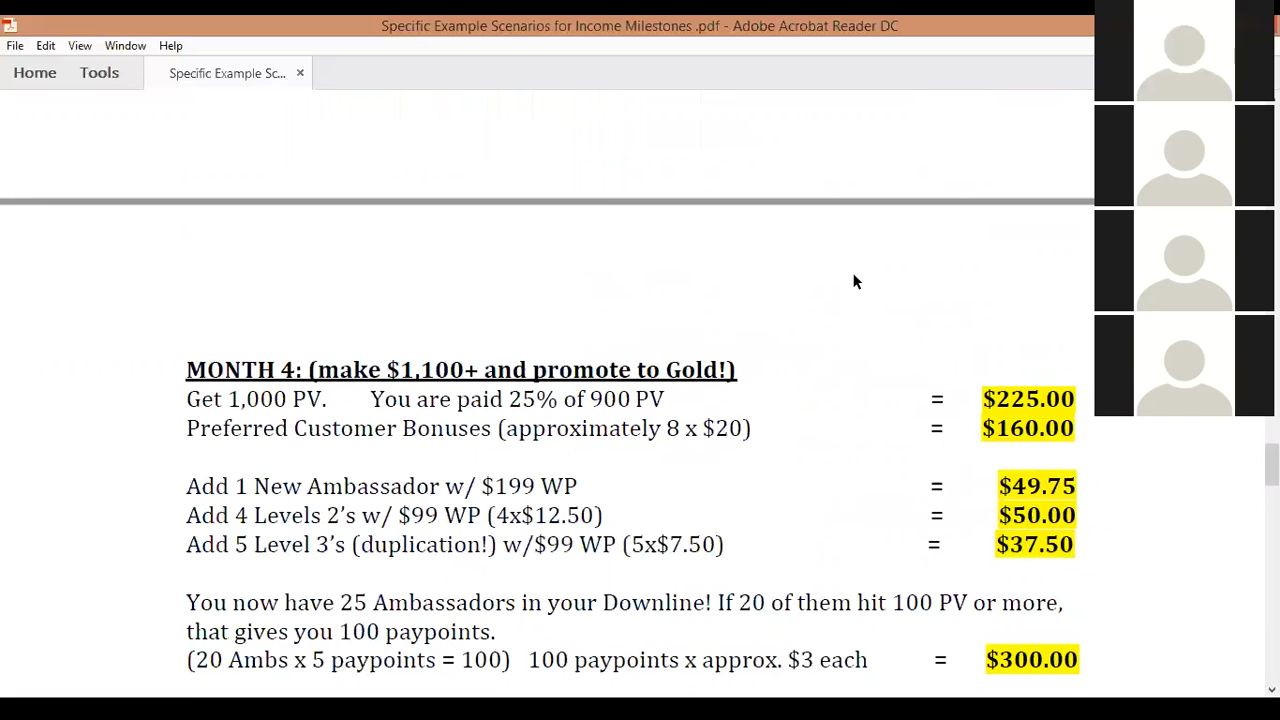 Specific Example Scenarios for Income Milestones .pdf - Adobe Acrobat Reader DC
File Edit View Window Help
Home Tools Specific Example Sc... ×
MONTH 4: (make $1,100+ and promote to Gold!)
Get 1,000 PV. You are paid 25% of 900 PV = $225.00
Preferred Customer Bonuses (approximately 8 x $20) = $160.00
Add 1 New Ambassador w/ $199 WP = $49.75
Add 4 Levels 2’s w/ $99 WP (4x$12.50) = $50.00
Add 5 Level 3’s (duplication!) w/$99 WP (5x$7.50) = $37.50
You now have 25 Ambassadors in your Downline! If 20 of them hit 100 PV or more,
that gives you 100 paypoints.
(20 Ambs x 5 paypoints = 100) 100 paypoints x approx. $3 each = $300.00